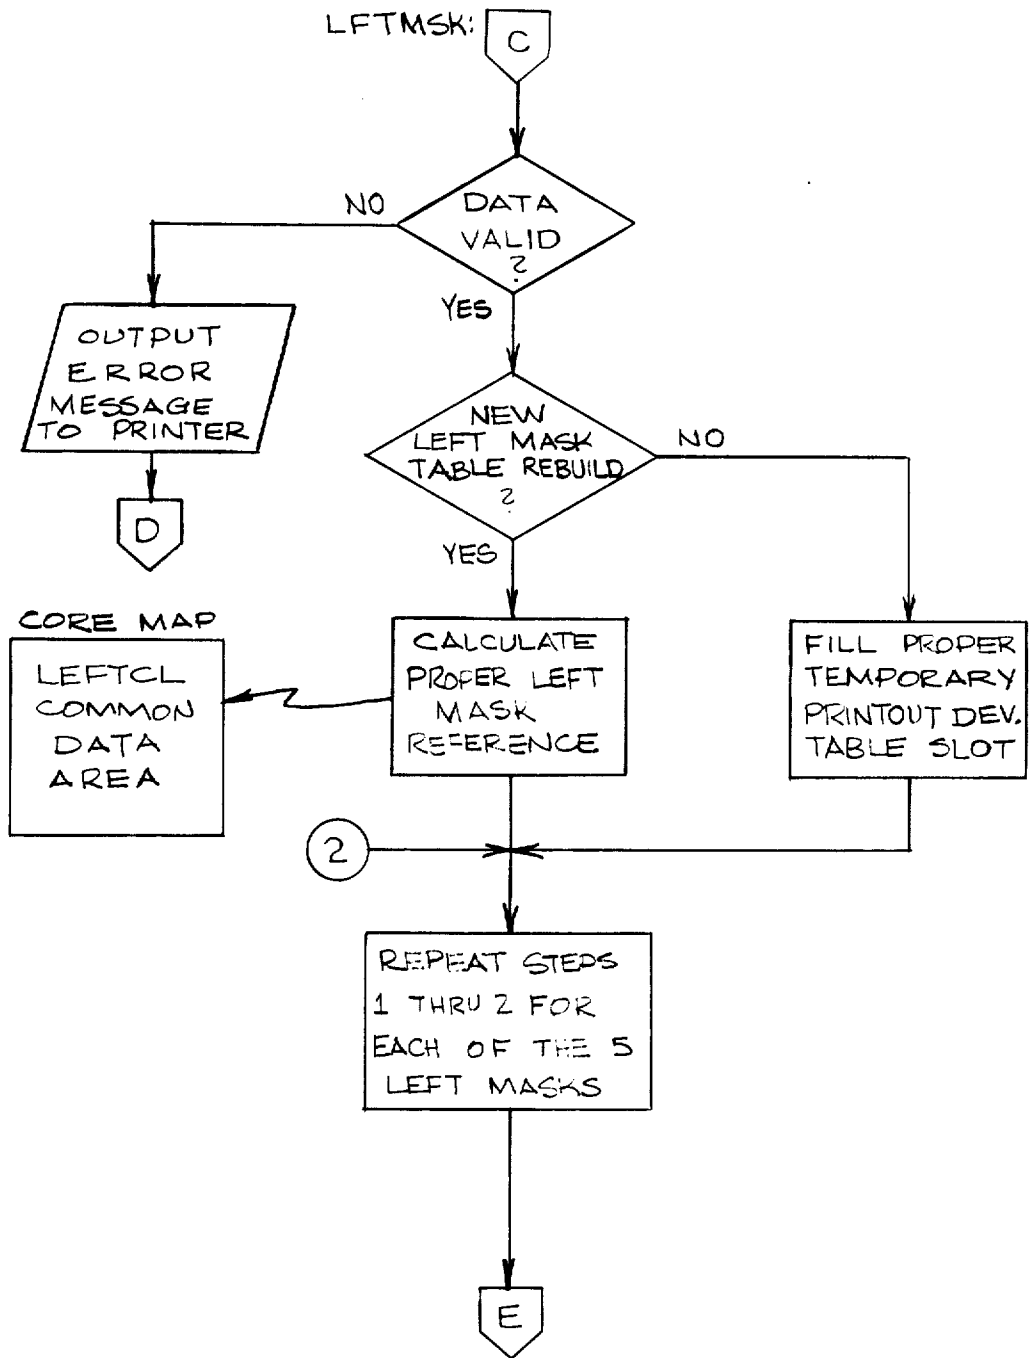 LFTMSK:
C
DATA
VALID
?
NO
YES
OUTPUT
ERROR
MESSAGE
TO PRINTER
D
NEW
LEFT MASK
TABLE REBUILD
?
NO
YES
CORE MAP
LEFTCL
COMMON
DATA
AREA
CALCULATE
PROPER LEFT
MASK
REFERENCE
FILL PROPER
TEMPORARY
PRINTOUT DEV.
TABLE SLOT
2
REPEAT STEPS
1 THRU 2 FOR
EACH OF THE 5
LEFT MASKS
E